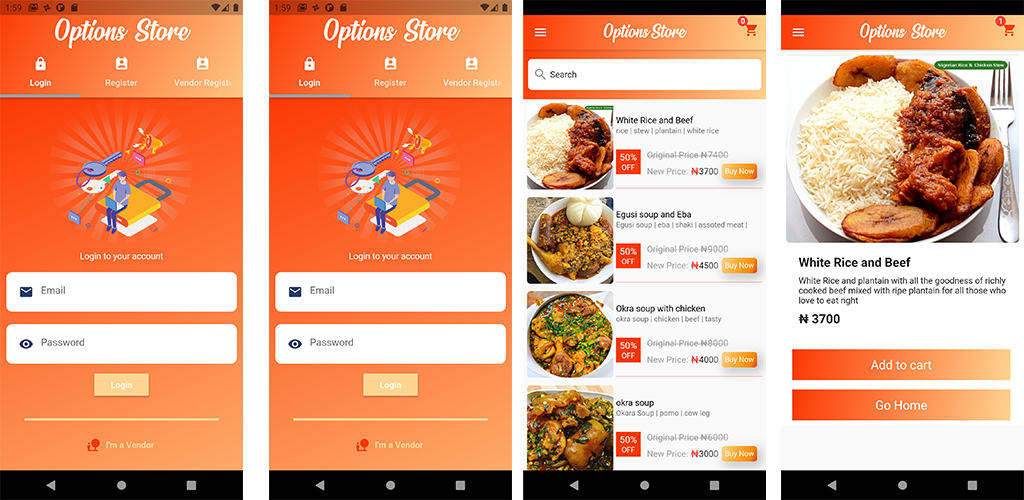 1:59
Options Store
Login
Register
Vendor Registe
Login to your account
Email
Password
Login
I'm a Vendor
1:59
Options Store
Login
Register
Vendor Registe
Login to your account
Email
Password
Login
I'm a Vendor
0
Options Store
Search
White Rice and Beef
rice | stew | plantain | white rice
50% OFF
Original Price ₦7400
New Price: ₦3700
Buy Now
Egusi soup and Eba
Egusi soup | eba | shaki | assoted meat |
50% OFF
Original Price ₦9000
New Price: ₦4500
Buy Now
Okra soup with chicken
okra soup | chicken | beef | tasty
50% OFF
Original Price ₦8000
New Price: ₦4000
Buy Now
okra soup
Okara Soup | pomo | cow leg
50% OFF
Original Price ₦6000
New Price: ₦3000
Buy Now
1
Options Store
Nigerian Rice & Chicken Stew
White Rice and Beef
White Rice and plantain with all the goodness of richly
cooked beef mixed with ripe plantain for all those who
love to eat right
₦ 3700
Add to cart
Go Home